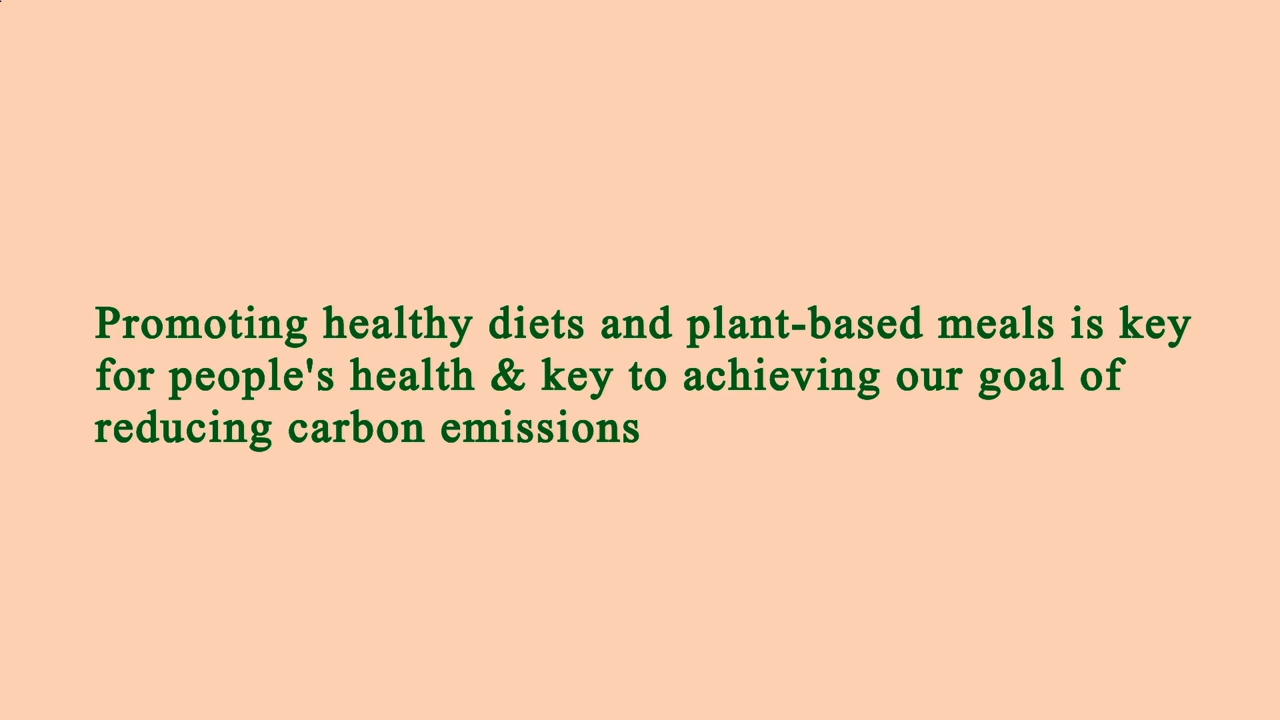 Promoting healthy diets and plant-based meals is key
for people's health & key to achieving our goal of
reducing carbon emissions